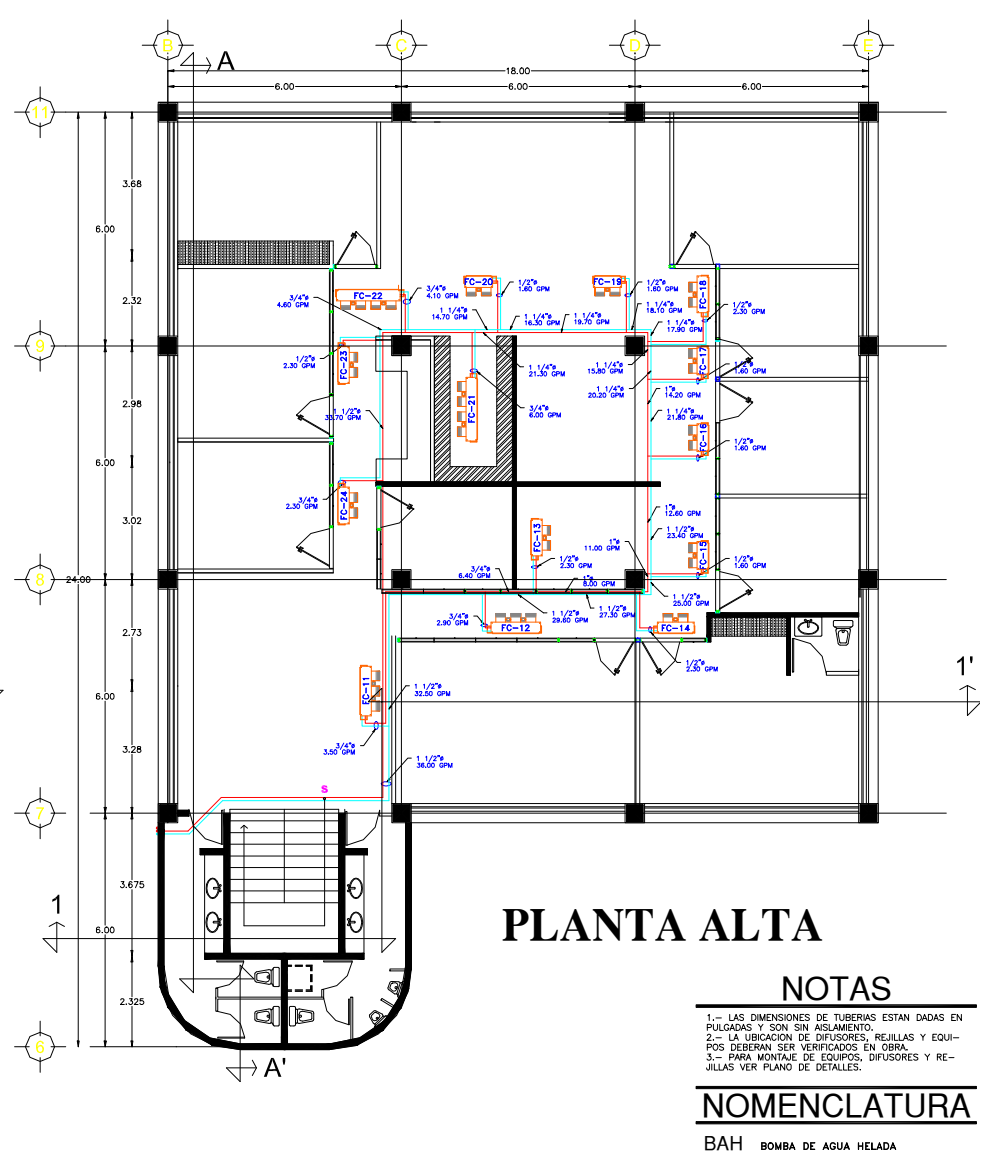 B
C
D
E
A
18.00
6.00
6.00
6.00
11
3.68
6.00
2.32
FC-22
3/4"ø
4.10 GPM
FC-20
1/2"ø
1.60 GPM
FC-19
1/2"ø
1.60 GPM
FC-18
1/2"ø
2.30 GPM
3/4"ø
4.60 GPM
1 1/4"ø
14.70 GPM
1 1/4"ø
16.30 GPM
1 1/4"ø
19.70 GPM
1 1/4"ø
18.10 GPM
1 1/4"ø
17.90 GPM
9
FC-23
1/2"ø
2.30 GPM
1 1/4"ø
21.30 GPM
1 1/4"ø
15.80 GPM
FC-17
1/2"ø
1.60 GPM
1 1/4"ø
20.20 GPM
1"ø
14.20 GPM
2.98
FC-21
3/4"ø
6.00 GPM
1 1/2"ø
33.70 GPM
1 1/4"ø
21.80 GPM
FC-16
1/2"ø
1.60 GPM
6.00
FC-24
3/4"ø
2.30 GPM
3.02
FC-13
1/2"ø
2.30 GPM
1"ø
12.60 GPM
1 1/2"ø
23.40 GPM
1"ø
11.00 GPM
FC-15
1/2"ø
1.60 GPM
8
24.00
3/4"ø
6.40 GPM
1"ø
8.00 GPM
1 1/2"ø
29.60 GPM
1 1/2"ø
27.30 GPM
1 1/2"ø
25.00 GPM
2.73
3/4"ø
2.90 GPM
FC-12
FC-14
1/2"ø
2.30 GPM
6.00
FC-11
1 1/2"ø
32.50 GPM
1'
3.28
3/4"ø
3.50 GPM
1 1/2"ø
36.00 GPM
S
7
3.675
1
6.00
PLANTA ALTA
2.325
6
A'
NOTAS
1.- LAS DIMENSIONES DE TUBERIAS ESTAN DADAS EN
PULGADAS Y SON SIN AISLAMIENTO.
2.- LA UBICACION DE DIFUSORES, REJILLAS Y EQUI-
POS DEBERAN SER VERIFICADOS EN OBRA.
3.- PARA MONTAJE DE EQUIPOS, DIFUSORES Y RE-
JILLAS VER PLANO DE DETALLES.
NOMENCLATURA
BAH BOMBA DE AGUA HELADA